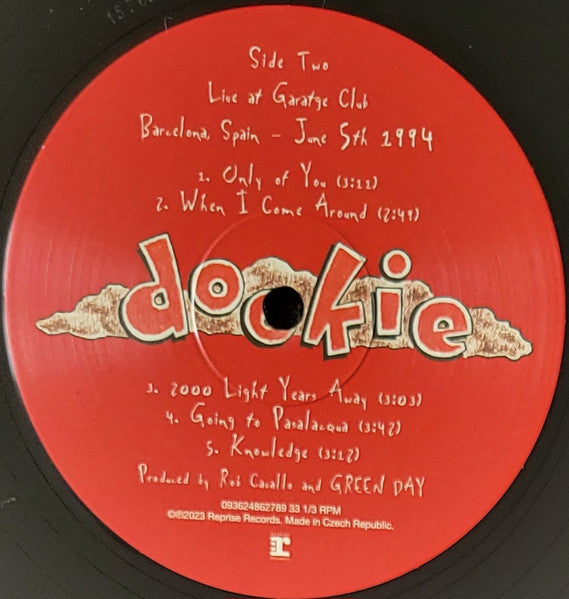 Side Two
Live at Garatge Club
Barcelona, Spain - June 5th 1994
1. Only of You (3:11)
2. When I Come Around (2:49)
dookie
3. 2000 Light Years Away (3:03)
4. Going to Pasalacqua (3:42)
5. Knowledge (3:12)
Produced by Rob Cavallo and GREEN DAY
093624862789 33 1/3 RPM
©℗2023 Reprise Records. Made in Czech Republic.
r